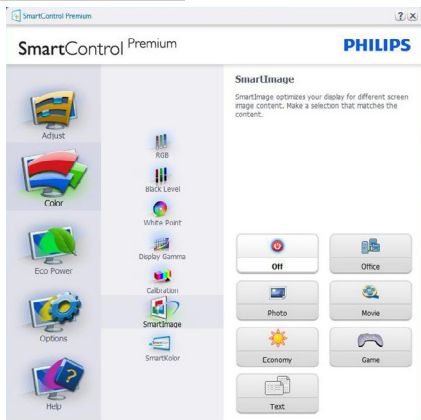 SmartControl Premium
SmartControl Premium
PHILIPS
Adjust
Color
Eco Power
Options
Help
RGB
Black Level
White Point
Display Gamma
Calibration
SmartImage
SmartKolor
SmartImage
SmartImage optimizes your display for different screen
image content. Make a selection that matches the
content.
Off
Office
Photo
Movie
Economy
Game
Text